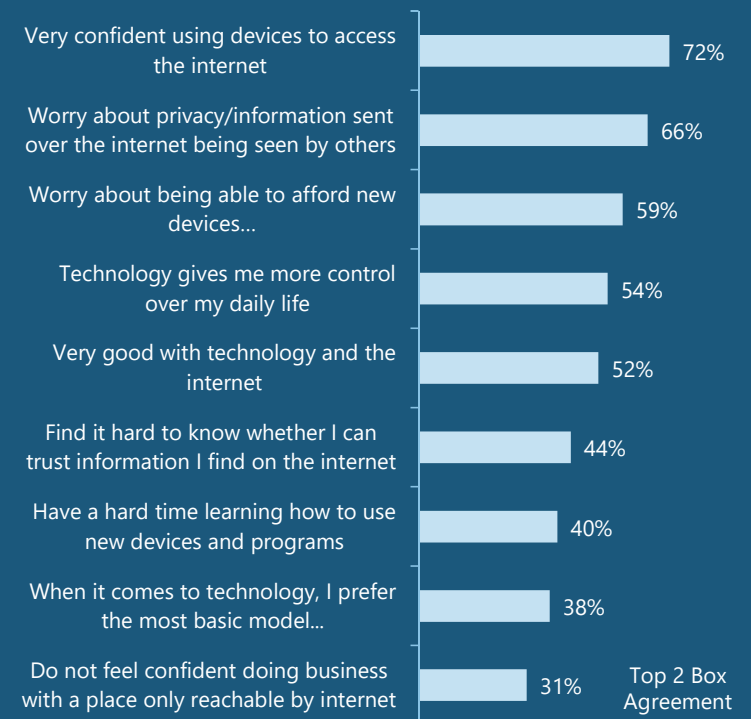 Very confident using devices to access
the internet
72%
Worry about privacy/information sent
over the internet being seen by others
66%
Worry about being able to afford new
devices...
59%
Technology gives me more control
over my daily life
54%
Very good with technology and the
internet
52%
Find it hard to know whether I can
trust information I find on the internet
44%
Have a hard time learning how to use
new devices and programs
40%
When it comes to technology, I prefer
the most basic model...
38%
Do not feel confident doing business
with a place only reachable by internet
31%
Top 2 Box
Agreement